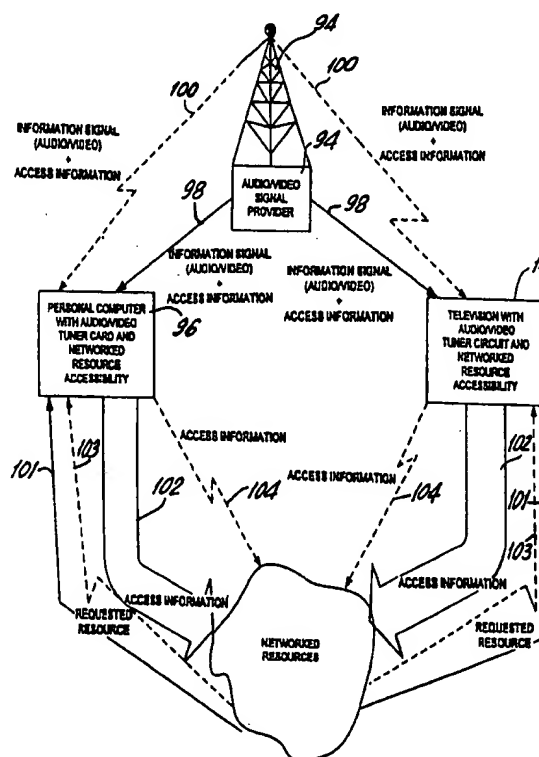 94
100
100
INFORMATION SIGNAL
(AUDIO/VIDEO)
+
ACCESS INFORMATION
INFORMATION SIGNAL
(AUDIO/VIDEO)
+
ACCESS INFORMATION
94
AUDIO/VIDEO
SIGNAL
PROVIDER
98
98
INFORMATION SIGNAL
(AUDIO/VIDEO)
+
ACCESS INFORMATION
INFORMATION SIGNAL
(AUDIO/VIDEO)
+
ACCESS INFORMATION
PERSONAL COMPUTER
WITH AUDIO/VIDEO
TUNER CARD AND
NETWORKED
RESOURCE
ACCESSIBILITY
96
TELEVISION WITH
AUDIO/VIDEO
TUNER CIRCUIT AND
NETWORKED
RESOURCE
ACCESSIBILITY
ACCESS INFORMATION
ACCESS INFORMATION
101
103
102
104
104
102
101
103
ACCESS INFORMATION
REQUESTED
RESOURCE
NETWORKED
RESOURCES
ACCESS INFORMATION
REQUESTED
RESOURCE